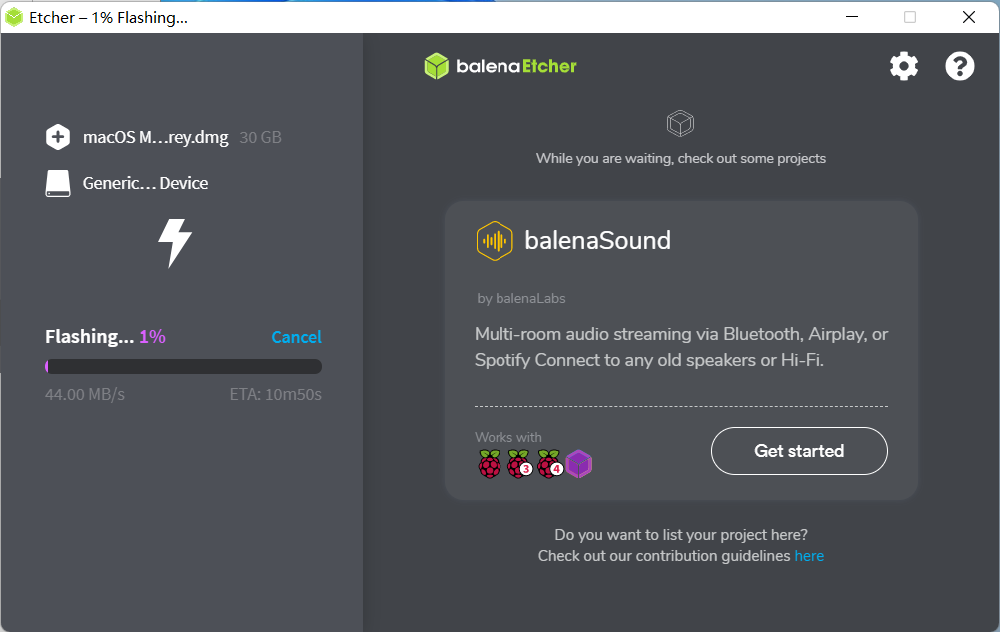 Etcher – 1% Flashing...
balenaEtcher
macOS M...rey.dmg 30 GB
Generic... Device
Flashing... 1% Cancel
44.00 MB/s ETA: 10m50s
While you are waiting, check out some projects
balenaSound
by balenaLabs
Multi-room audio streaming via Bluetooth, Airplay, or
Spotify Connect to any old speakers or Hi-Fi.
Works with
3 4
Get started
Do you want to list your project here?
Check out our contribution guidelines here